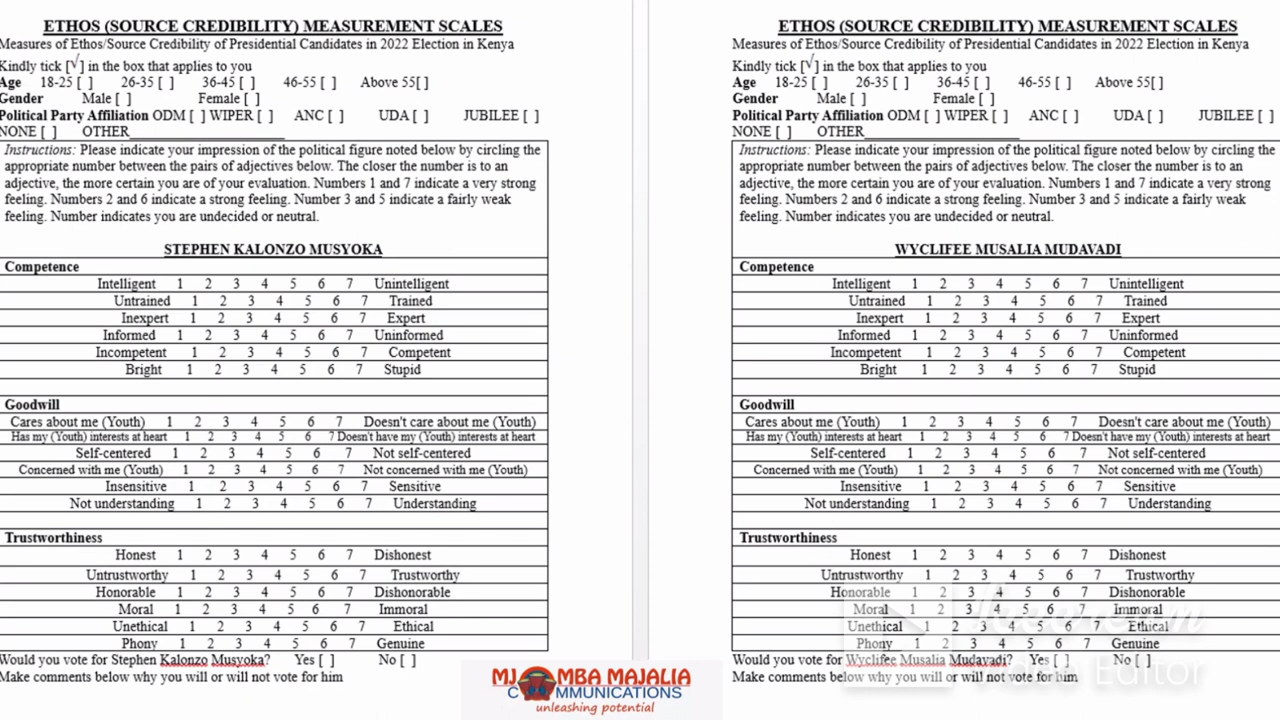 ETHOS (SOURCE CREDIBILITY) MEASUREMENT SCALES
Measures of Ethos/Source Credibility of Presidential Candidates in 2022 Election in Kenya
Kindly tick [√] in the box that applies to you
Age 18-25 [ ] 26-35 [ ] 36-45 [ ] 46-55 [ ] Above 55[ ]
Gender Male [ ] Female [ ]
Political Party Affiliation ODM [ ] WIPER [ ] ANC [ ] UDA [ ] JUBILEE [ ]
NONE [ ] OTHER____________________
Instructions: Please indicate your impression of the political figure noted below by circling the
appropriate number between the pairs of adjectives below. The closer the number is to an
adjective, the more certain you are of your evaluation. Numbers 1 and 7 indicate a very strong
feeling. Numbers 2 and 6 indicate a strong feeling. Number 3 and 5 indicate a fairly weak
feeling. Number indicates you are undecided or neutral.
STEPHEN KALONZO MUSYOKA
Competence
Intelligent 1 2 3 4 5 6 7 Unintelligent
Untrained 1 2 3 4 5 6 7 Trained
Inexpert 1 2 3 4 5 6 7 Expert
Informed 1 2 3 4 5 6 7 Uninformed
Incompetent 1 2 3 4 5 6 7 Competent
Bright 1 2 3 4 5 6 7 Stupid
Goodwill
Cares about me (Youth) 1 2 3 4 5 6 7 Doesn't care about me (Youth)
Has my (Youth) interests at heart 1 2 3 4 5 6 7 Doesn't have my (Youth) interests at heart
Self-centered 1 2 3 4 5 6 7 Not self-centered
Concerned with me (Youth) 1 2 3 4 5 6 7 Not concerned with me (Youth)
Insensitive 1 2 3 4 5 6 7 Sensitive
Not understanding 1 2 3 4 5 6 7 Understanding
Trustworthiness
Honest 1 2 3 4 5 6 7 Dishonest
Untrustworthy 1 2 3 4 5 6 7 Trustworthy
Honorable 1 2 3 4 5 6 7 Dishonorable
Moral 1 2 3 4 5 6 7 Immoral
Unethical 1 2 3 4 5 6 7 Ethical
Phony 1 2 3 4 5 6 7 Genuine
Would you vote for Stephen Kalonzo Musyoka? Yes [ ] No [ ]
Make comments below why you will or will not vote for him
ETHOS (SOURCE CREDIBILITY) MEASUREMENT SCALES
Measures of Ethos/Source Credibility of Presidential Candidates in 2022 Election in Kenya
Kindly tick [√] in the box that applies to you
Age 18-25 [ ] 26-35 [ ] 36-45 [ ] 46-55 [ ] Above 55[ ]
Gender Male [ ] Female [ ]
Political Party Affiliation ODM [ ] WIPER [ ] ANC [ ] UDA [ ] JUBILEE [ ]
NONE [ ] OTHER____________________
Instructions: Please indicate your impression of the political figure noted below by circling the
appropriate number between the pairs of adjectives below. The closer the number is to an
adjective, the more certain you are of your evaluation. Numbers 1 and 7 indicate a very strong
feeling. Numbers 2 and 6 indicate a strong feeling. Number 3 and 5 indicate a fairly weak
feeling. Number indicates you are undecided or neutral.
WYCLIFEE MUSALIA MUDAVADI
Competence
Intelligent 1 2 3 4 5 6 7 Unintelligent
Untrained 1 2 3 4 5 6 7 Trained
Inexpert 1 2 3 4 5 6 7 Expert
Informed 1 2 3 4 5 6 7 Uninformed
Incompetent 1 2 3 4 5 6 7 Competent
Bright 1 2 3 4 5 6 7 Stupid
Goodwill
Cares about me (Youth) 1 2 3 4 5 6 7 Doesn't care about me (Youth)
Has my (Youth) interests at heart 1 2 3 4 5 6 7 Doesn't have my (Youth) interests at heart
Self-centered 1 2 3 4 5 6 7 Not self-centered
Concerned with me (Youth) 1 2 3 4 5 6 7 Not concerned with me (Youth)
Insensitive 1 2 3 4 5 6 7 Sensitive
Not understanding 1 2 3 4 5 6 7 Understanding
Trustworthiness
Honest 1 2 3 4 5 6 7 Dishonest
Untrustworthy 1 2 3 4 5 6 7 Trustworthy
Honorable 1 2 3 4 5 6 7 Dishonorable
Moral 1 2 3 4 5 6 7 Immoral
Unethical 1 2 3 4 5 6 7 Ethical
Phony 1 2 3 4 5 6 7 Genuine
Would you vote for Wyclifee Musalia Mudavadi? Yes [ ] No [ ]
Make comments below why you will or will not vote for him
MJOMBA MAJALIA
COMMUNICATIONS
unleashing potential
Editor